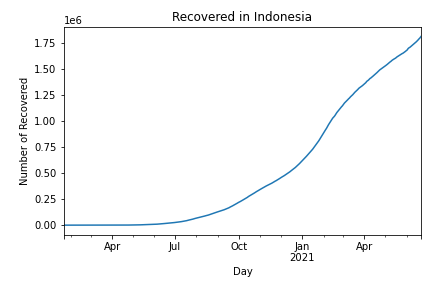 Recovered in Indonesia
1e6
1.75
1.50
1.25
1.00
0.75
0.50
0.25
0.00
Number of Recovered
Apr
Jul
Oct
Jan
2021
Apr
Day